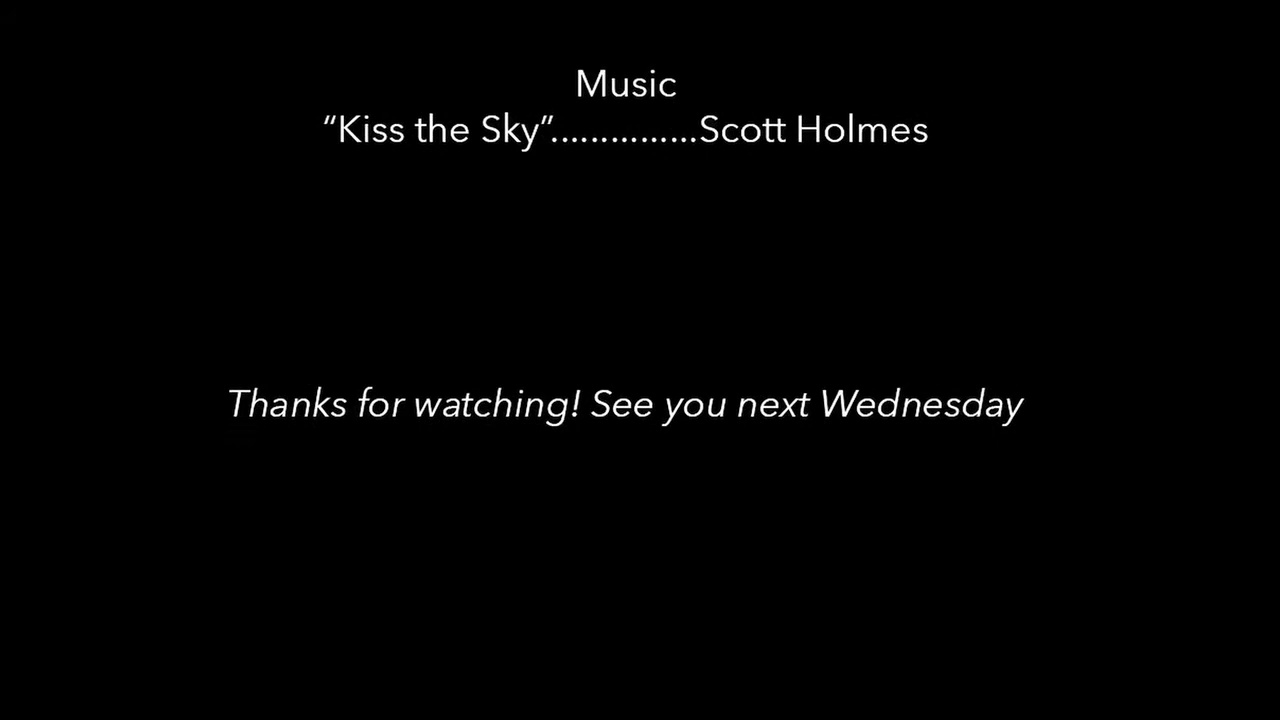 Music
“Kiss the Sky”..............Scott Holmes
Thanks for watching! See you next Wednesday